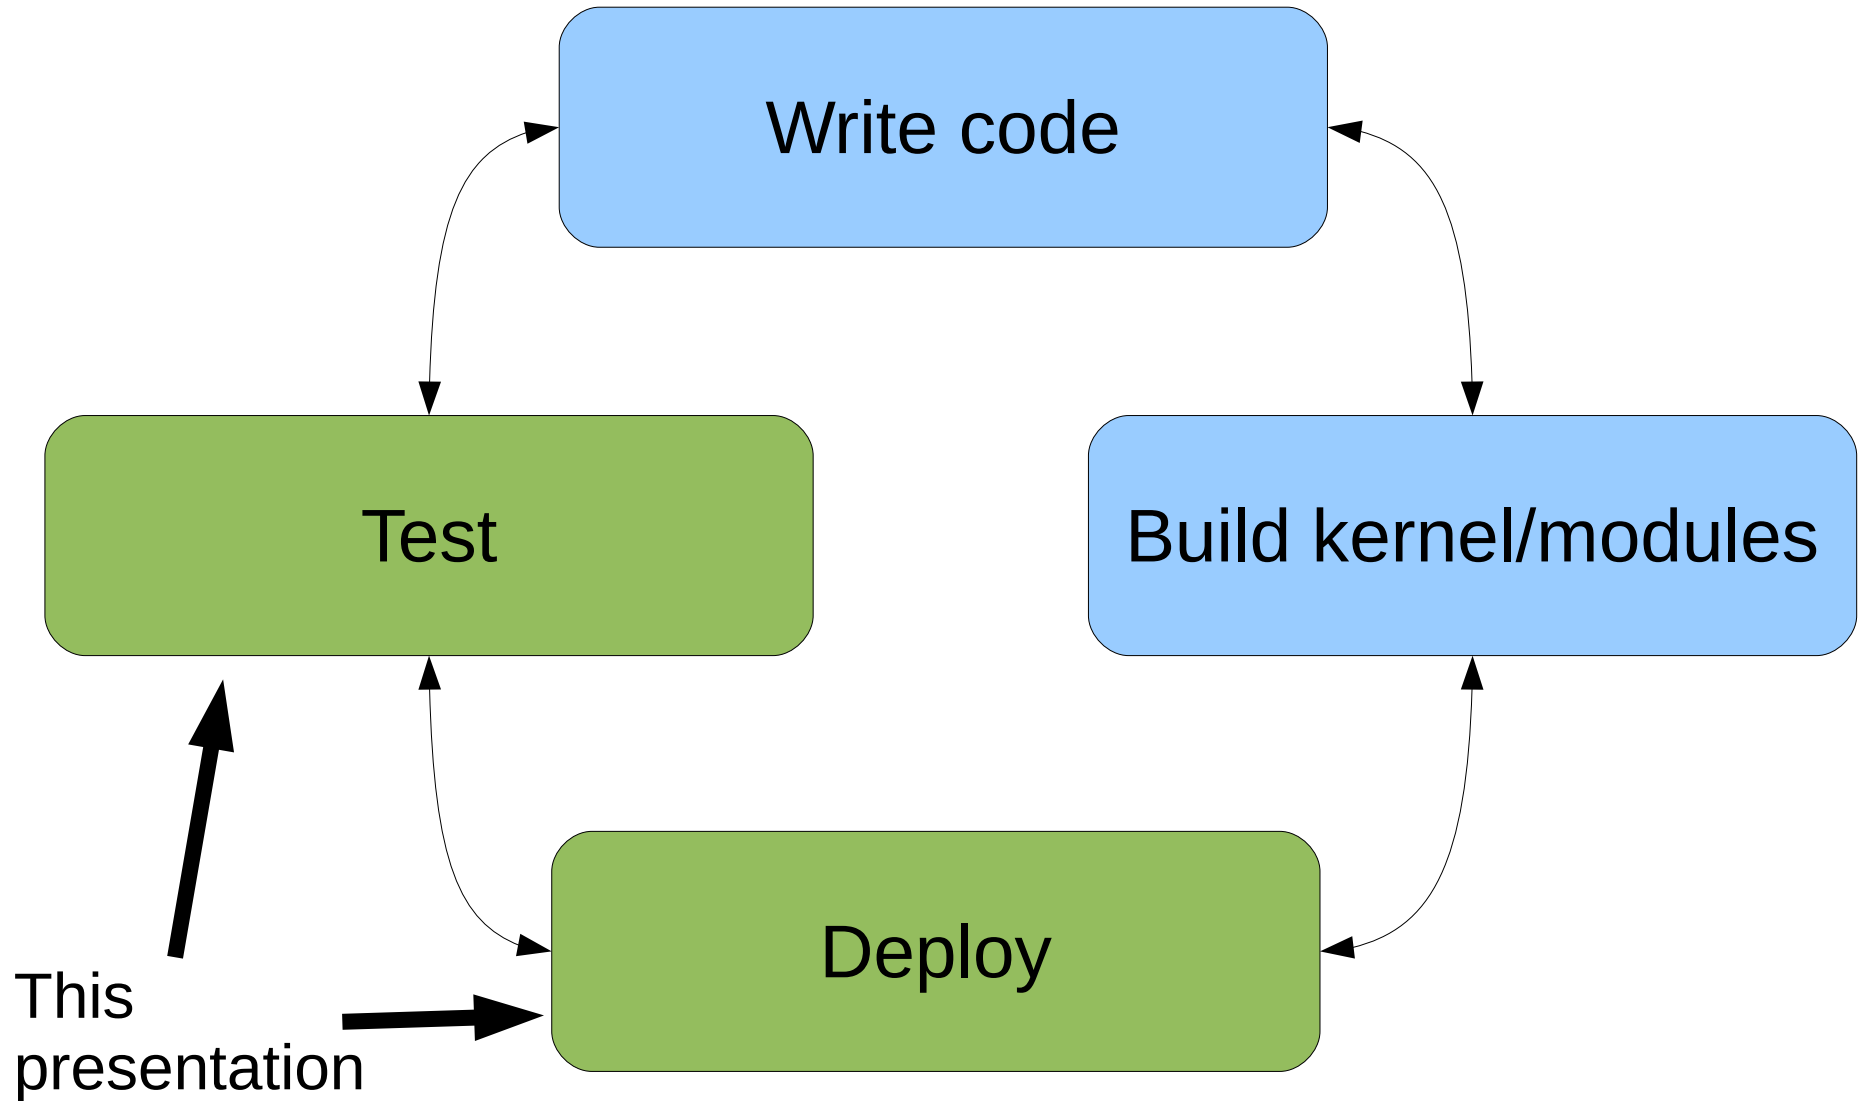 Write code
Test
Build kernel/modules
Deploy
This
presentation